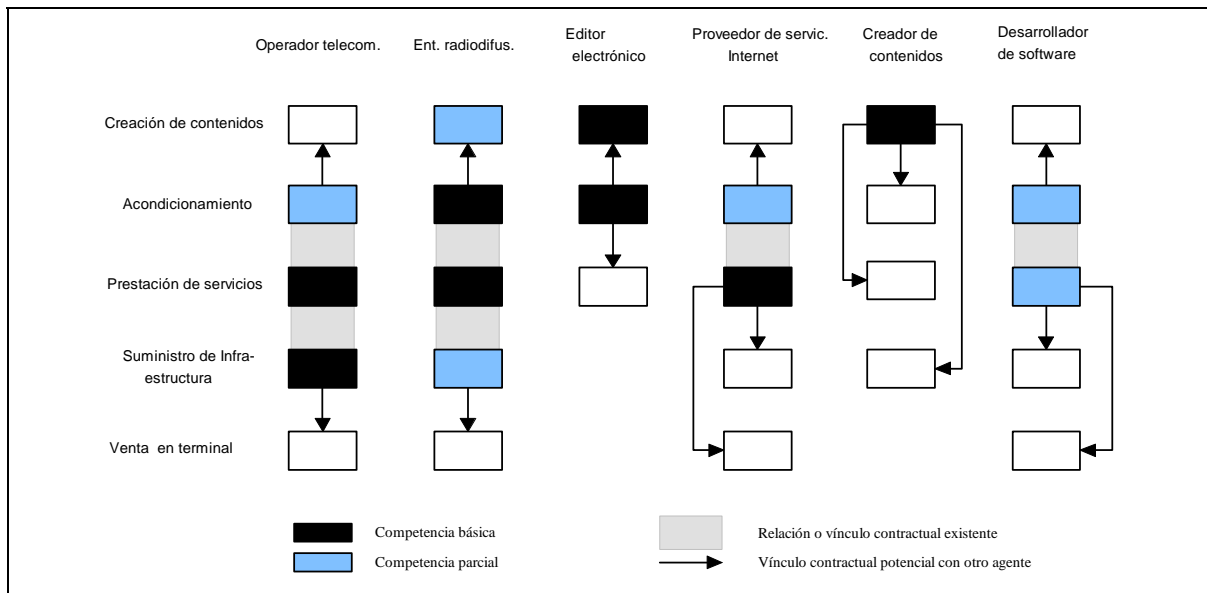 Operador telecom.
Ent. radiodifus.
Editor
electrónico
Proveedor de servic.
Internet
Creador de
contenidos
Desarrollador
de software
Creación de contenidos
Acondicionamiento
Prestación de servicios
Suministro de Infra-
estructura
Venta en terminal
Competencia básica
Relación o vínculo contractual existente
Competencia parcial
Vínculo contractual potencial con otro agente